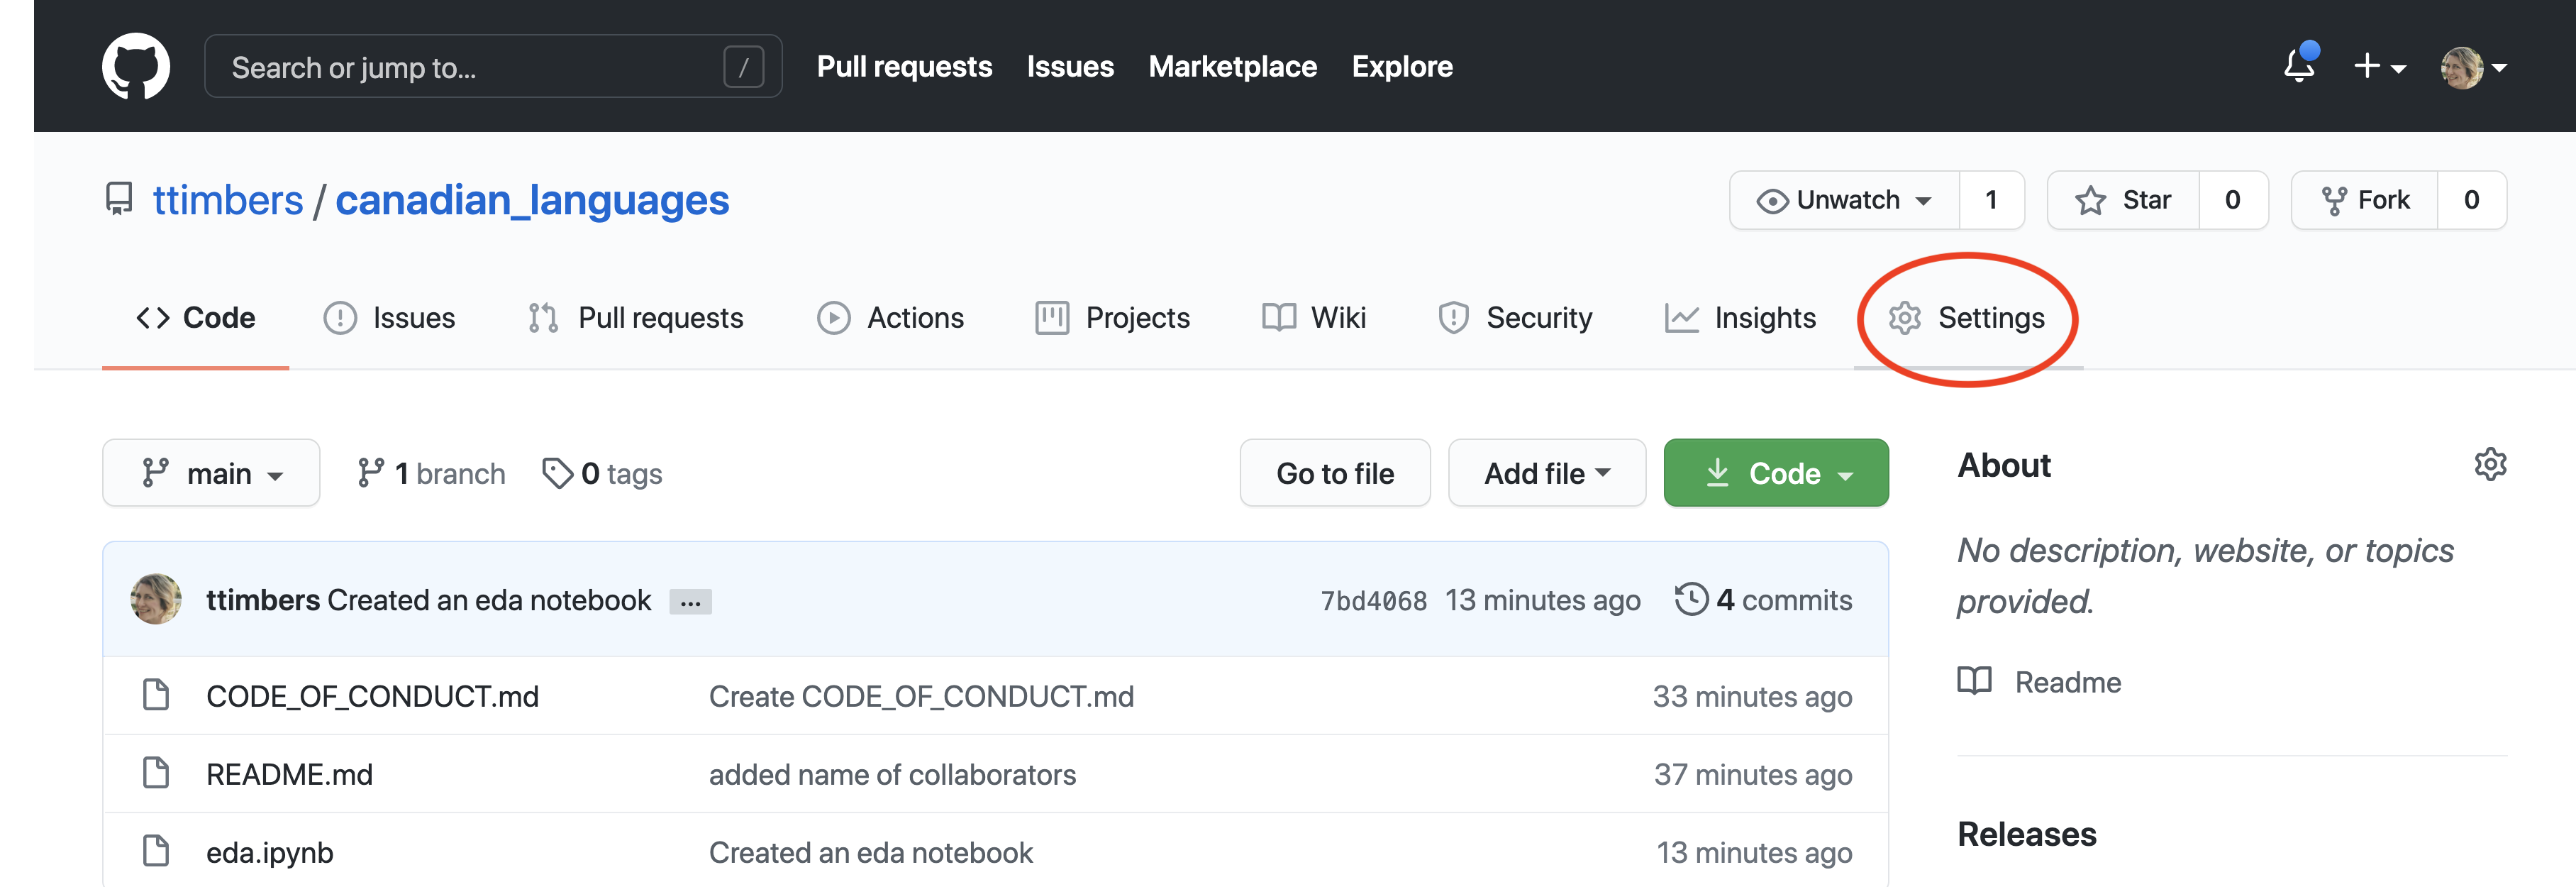 Search or jump to... / Pull requests Issues Marketplace Explore
ttimbers / canadian_languages Unwatch 1 Star 0 Fork 0
Code Issues Pull requests Actions Projects Wiki Security Insights Settings
main 1 branch 0 tags Go to file Add file Code
About
No description, website, or topics
provided.
Readme
Releases
ttimbers Created an eda notebook ... 7bd4068 13 minutes ago 4 commits
CODE_OF_CONDUCT.md Create CODE_OF_CONDUCT.md 33 minutes ago
README.md added name of collaborators 37 minutes ago
eda.ipynb Created an eda notebook 13 minutes ago